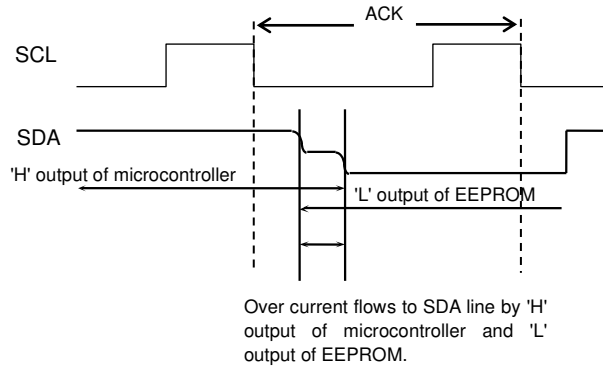 ACK
SCL
SDA
'H' output of microcontroller
'L' output of EEPROM
Over current flows to SDA line by 'H'
output of microcontroller and 'L'
output of EEPROM.